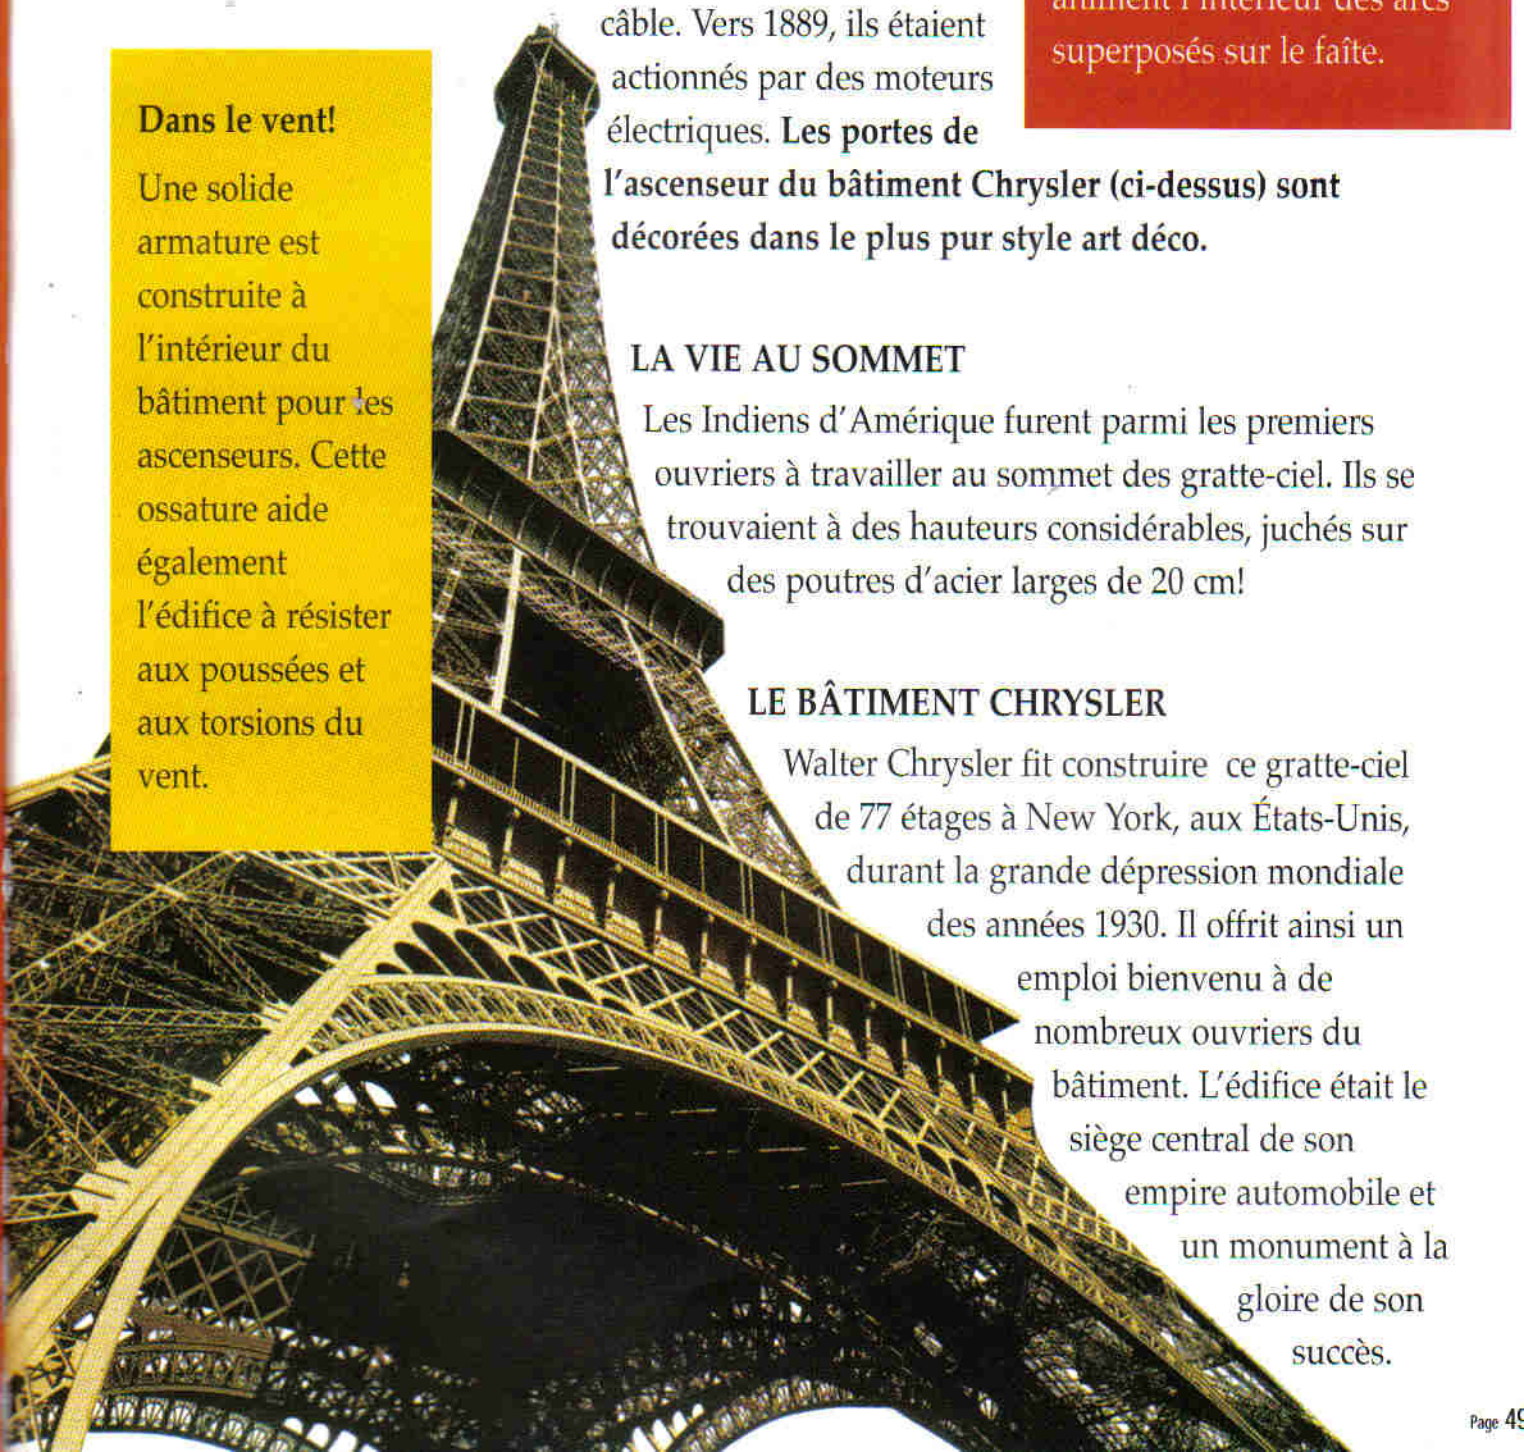 Dans le vent!
Une solide
armature est
construite à
l'intérieur du
bâtiment pour les
ascenseurs. Cette
ossature aide
également
l'édifice à résister
aux poussées et
aux torsions du
vent.
câble. Vers 1889, ils étaient
actionnés par des moteurs
électriques. Les portes de
l'ascenseur du bâtiment Chrysler (ci-dessus) sont
décorées dans le plus pur style art déco.
animent l'intérieur des arcs
superposés sur le faîte.
LA VIE AU SOMMET
Les Indiens d'Amérique furent parmi les premiers
ouvriers à travailler au sommet des gratte-ciel. Ils se
trouvaient à des hauteurs considérables, juchés sur
des poutres d'acier larges de 20 cm!
LE BÂTIMENT CHRYSLER
Walter Chrysler fit construire ce gratte-ciel
de 77 étages à New York, aux États-Unis,
durant la grande dépression mondiale
des années 1930. Il offrit ainsi un
emploi bienvenu à de
nombreux ouvriers du
bâtiment. L'édifice était le
siège central de son
empire automobile et
un monument à la
gloire de son
succès.
Page 49